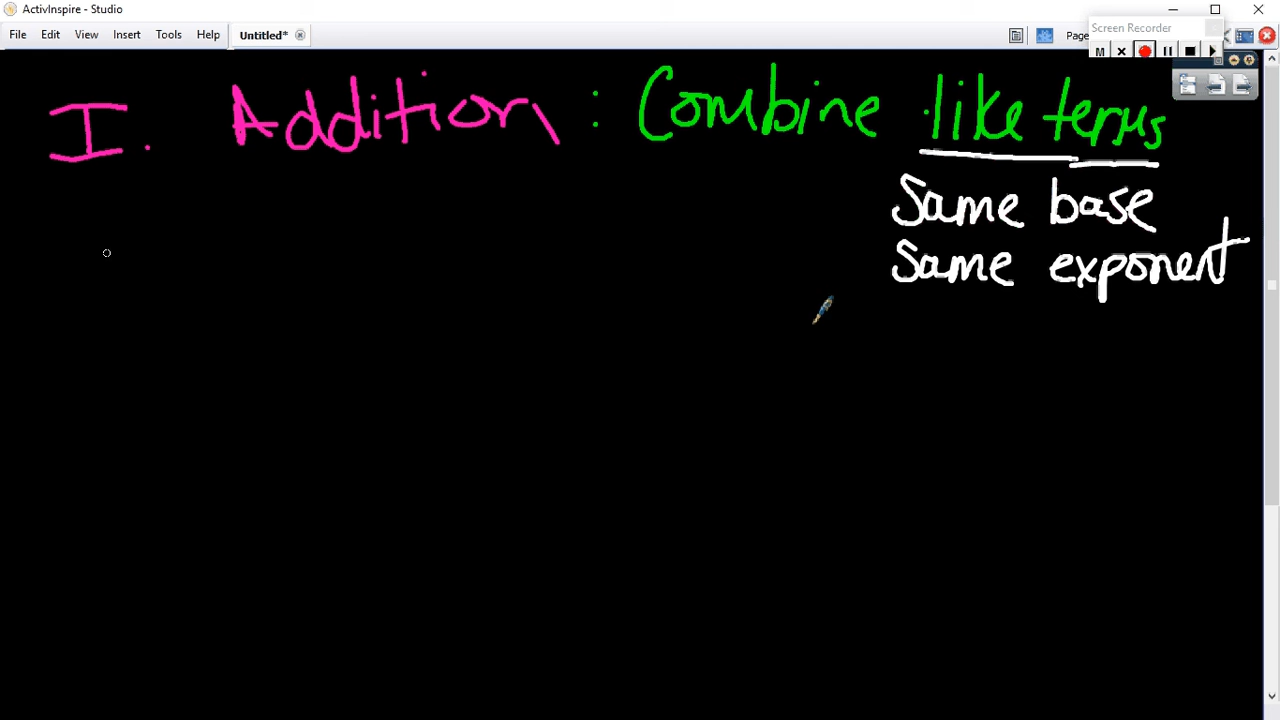 ActivInspire - Studio
Screen Recorder
File Edit View Insert Tools Help Untitled* Page
M
I. Addition : Combine like terms
Same base
Same exponent